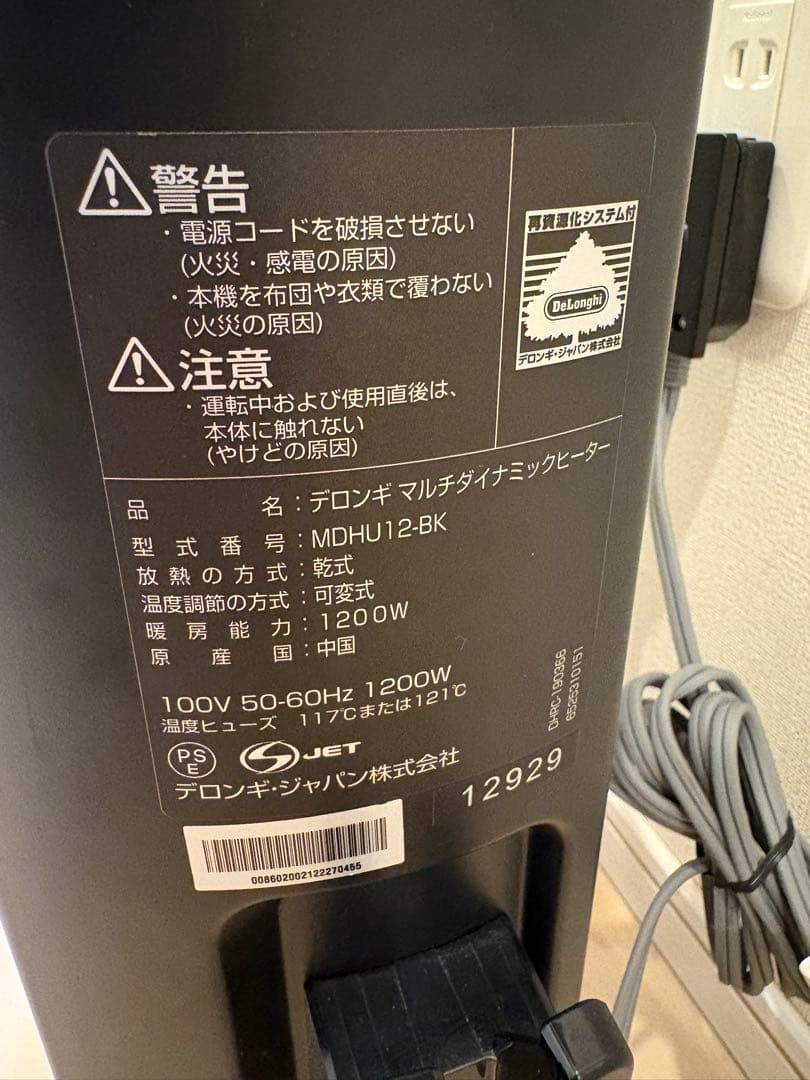 警告
・電源コードを破損させない
(火災・感電の原因)
・本機を布団や衣類で覆わない
(火災の原因)
注意
・運転中および使用直後は、
本体に触れない
(やけどの原因)
再資源化システム付
DeLonghi
デロンギ・ジャパン株式会社
品名：デロンギ マルチダイナミックヒーター
型式番号：MDHU12-BK
放熱の方式：乾式
温度調節の方式：可変式
暖房能力：1200W
原産国：中国
100V 50-60Hz 1200W
温度ヒューズ 117℃または121℃
PS
E
JET
デロンギ・ジャパン株式会社
DHRC-190366
6525310151
12929
008602002122270455